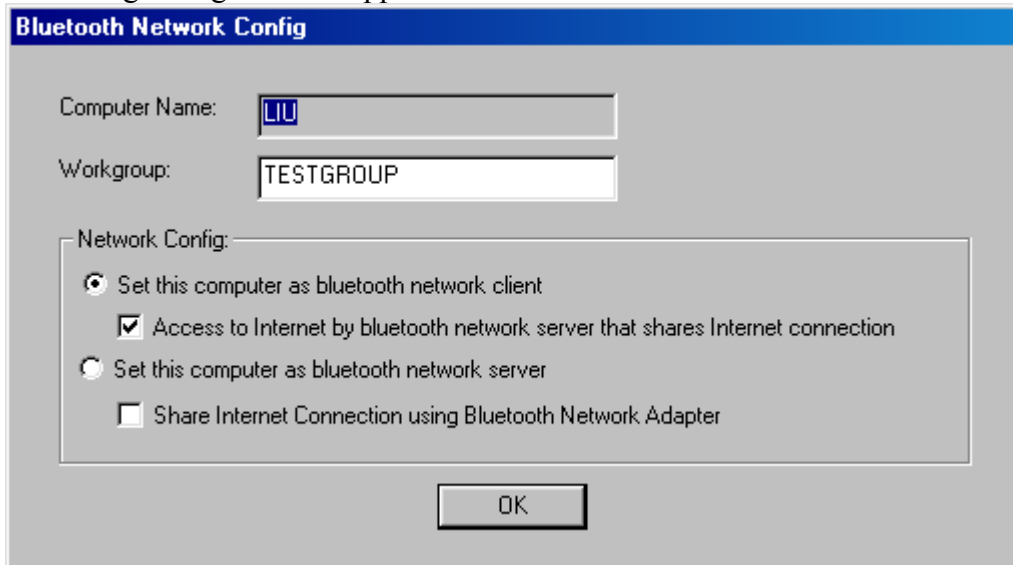 Bluetooth Network Config
Computer Name: LIU
Workgroup: TESTGROUP
Network Config:
Set this computer as bluetooth network client
Access to Internet by bluetooth network server that shares Internet connection
Set this computer as bluetooth network server
Share Internet Connection using Bluetooth Network Adapter
OK